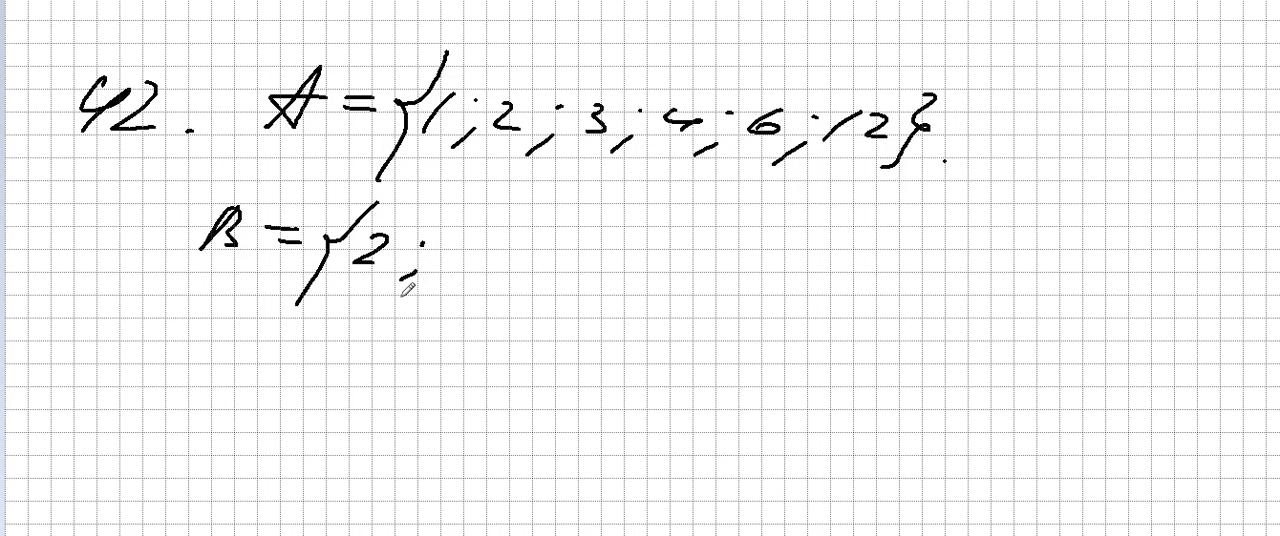 42. A = {1; 2; 3; 4; 6; 12}.
B = {2;